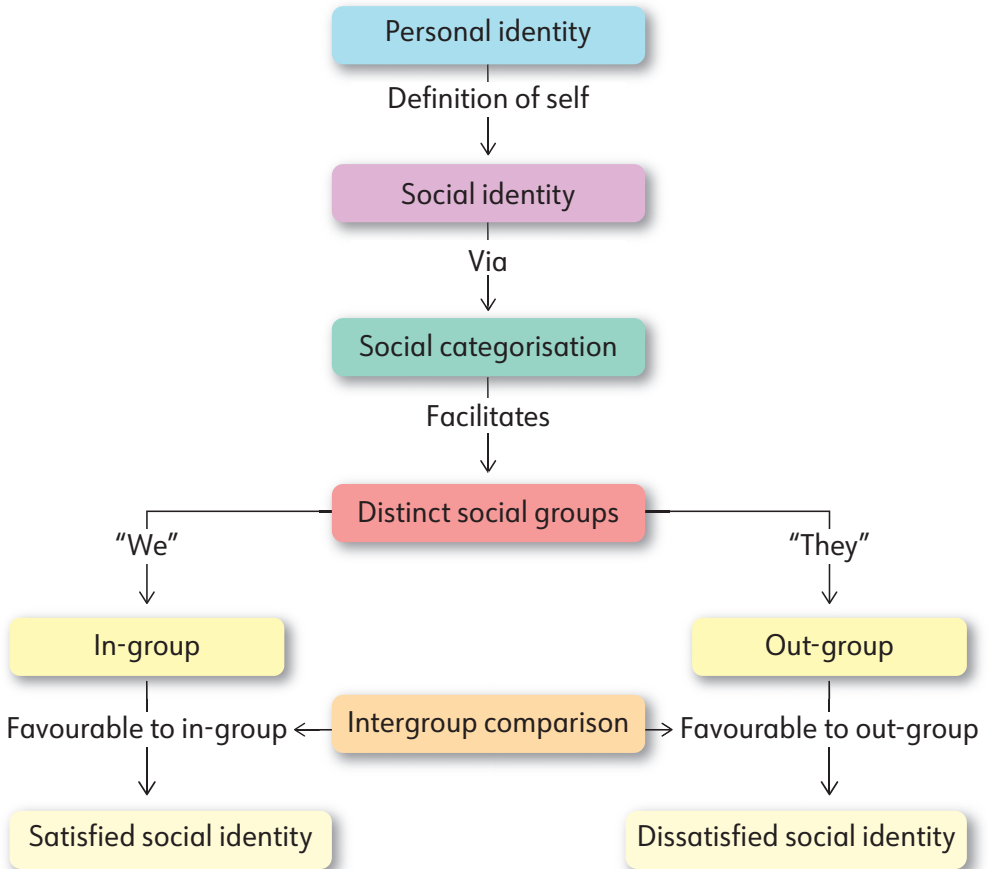 Personal identity
Definition of self
Social identity
Via
Social categorisation
Facilitates
Distinct social groups
“We”
“They”
In-group
Out-group
Favourable to in-group
Intergroup comparison
Favourable to out-group
Satisfied social identity
Dissatisfied social identity